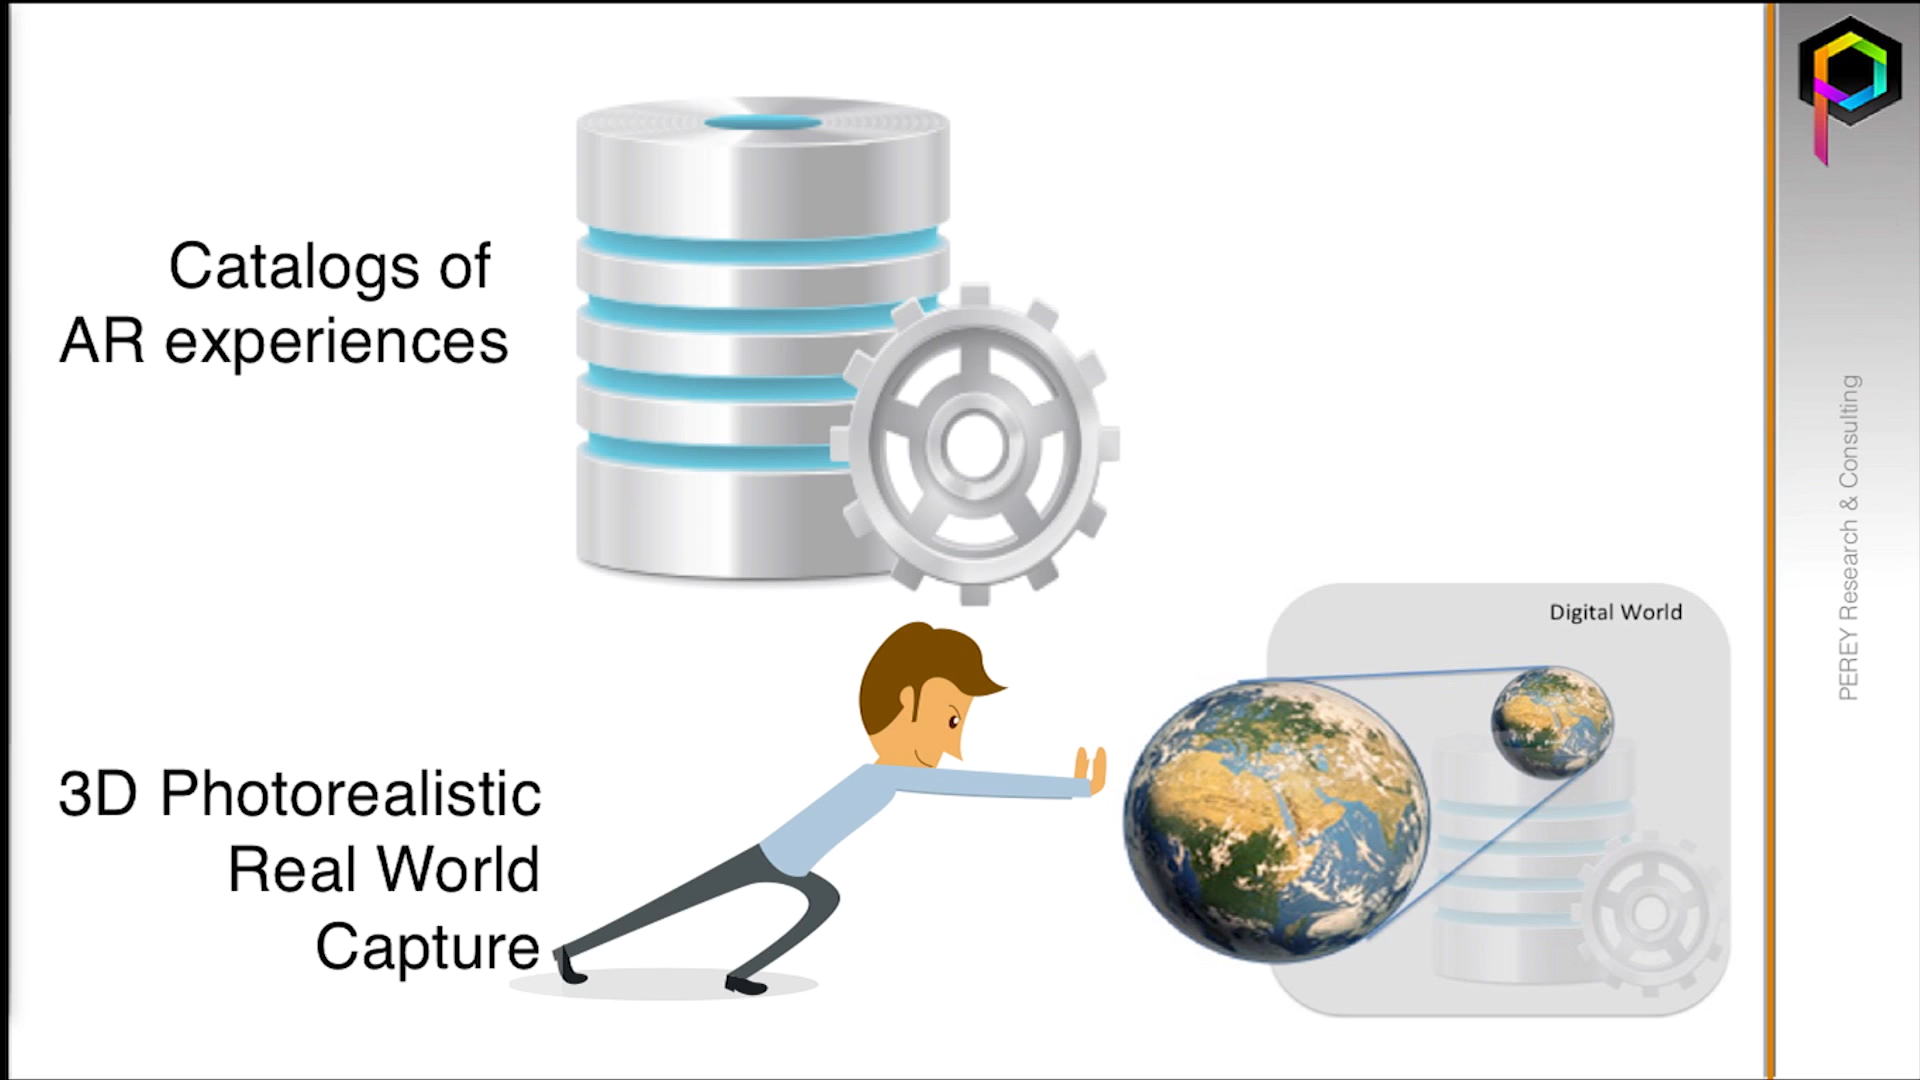 Catalogs of
AR experiences
3D Photorealistic
Real World
Capture
Digital World
PEREY Research & Consulting